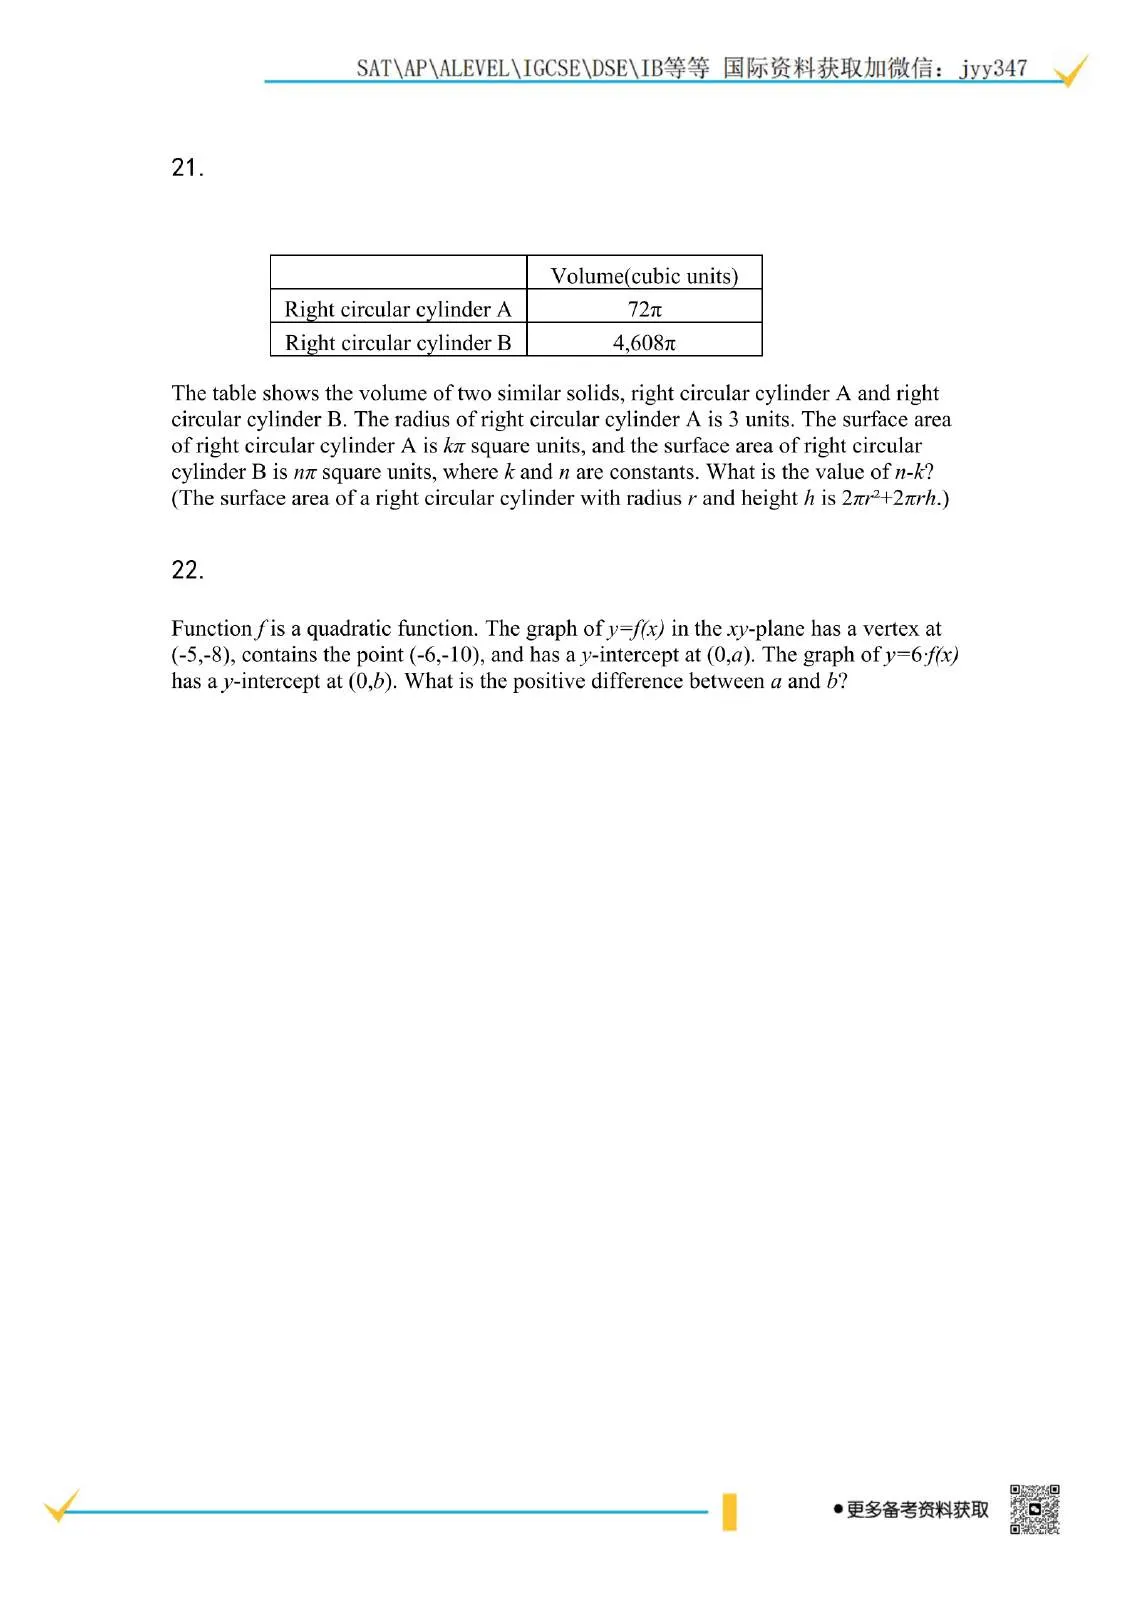 SAT\AP\ALEVEL\IGCSE\DSE\IB等等 国际资料获取加微信：jyy347
21.
Volume(cubic units)
Right circular cylinder A 72π
Right circular cylinder B 4,608π
The table shows the volume of two similar solids, right circular cylinder A and right
circular cylinder B. The radius of right circular cylinder A is 3 units. The surface area
of right circular cylinder A is kπ square units, and the surface area of right circular
cylinder B is nπ square units, where k and n are constants. What is the value of n-k?
(The surface area of a right circular cylinder with radius r and height h is 2πr²+2πrh.)
22.
Function f is a quadratic function. The graph of y=f(x) in the xy-plane has a vertex at
(-5,-8), contains the point (-6,-10), and has a y-intercept at (0,a). The graph of y=6·f(x)
has a y-intercept at (0,b). What is the positive difference between a and b?
●更多备考资料获取